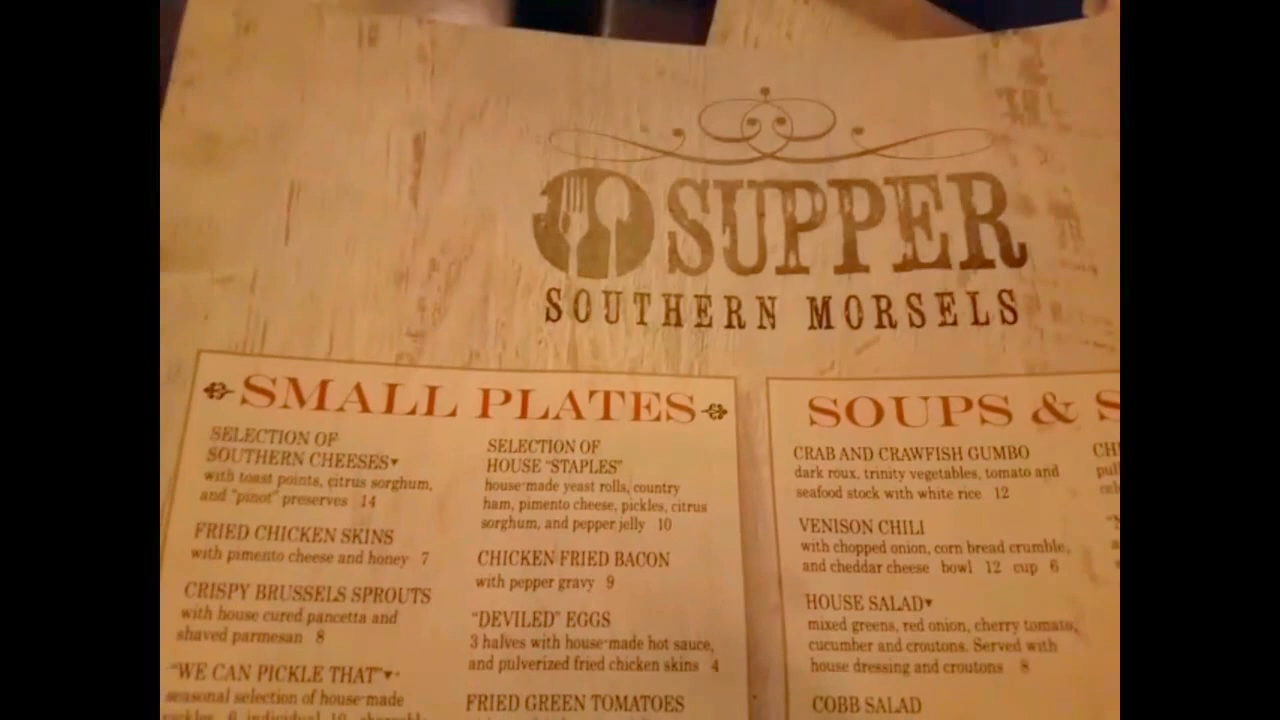 SUPPER
SOUTHERN MORSELS
SMALL PLATES
SELECTION OF
SOUTHERN CHEESES▾
with toast points, citrus sorghum,
and "pinot" preserves 14
FRIED CHICKEN SKINS
with pimento cheese and honey 7
CRISPY BRUSSELS SPROUTS
with house cured pancetta and
shaved parmesan 8
"WE CAN PICKLE THAT"▾
seasonal selection of house-made
SELECTION OF
HOUSE "STAPLES"
house-made yeast rolls, country
ham, pimento cheese, pickles, citrus
sorghum, and pepper jelly 10
CHICKEN FRIED BACON
with pepper gravy 9
"DEVILED" EGGS
3 halves with house-made hot sauce,
and pulverized fried chicken skins 4
FRIED GREEN TOMATOES
SOUPS & S
CRAB AND CRAWFISH GUMBO
dark roux, trinity vegetables, tomato and
seafood stock with white rice 12
VENISON CHILI
with chopped onion, corn bread crumble,
and cheddar cheese bowl 12 cup 6
HOUSE SALAD▾
mixed greens, red onion, cherry tomato,
cucumber and croutons. Served with
house dressing and croutons 8
COBB SALAD